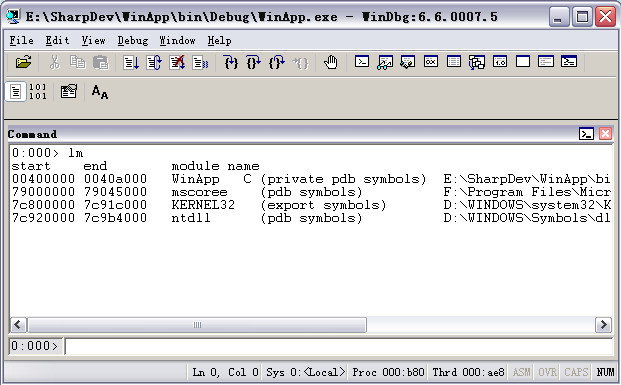 E:\SharpDev\WinApp\bin\Debug\WinApp.exe - WinDbg:6.6.0007.5
File Edit View Debug Window Help
101
101
AA
Command
0:000> lm
start    end        module name
00400000 0040a000   WinApp   C (private pdb symbols)  E:\SharpDev\WinApp\bi
79000000 79045000   mscoree    (pdb symbols)          F:\Program Files\Micr
7c800000 7c91c000   KERNEL32   (export symbols)       D:\WINDOWS\system32\K
7c920000 7c9b4000   ntdll      (pdb symbols)          D:\WINDOWS\Symbols\dl
0:000>
Ln 0, Col 0 Sys 0:<Local> Proc 000:b80 Thrd 000:ae8 ASM OVR CAPS NUM